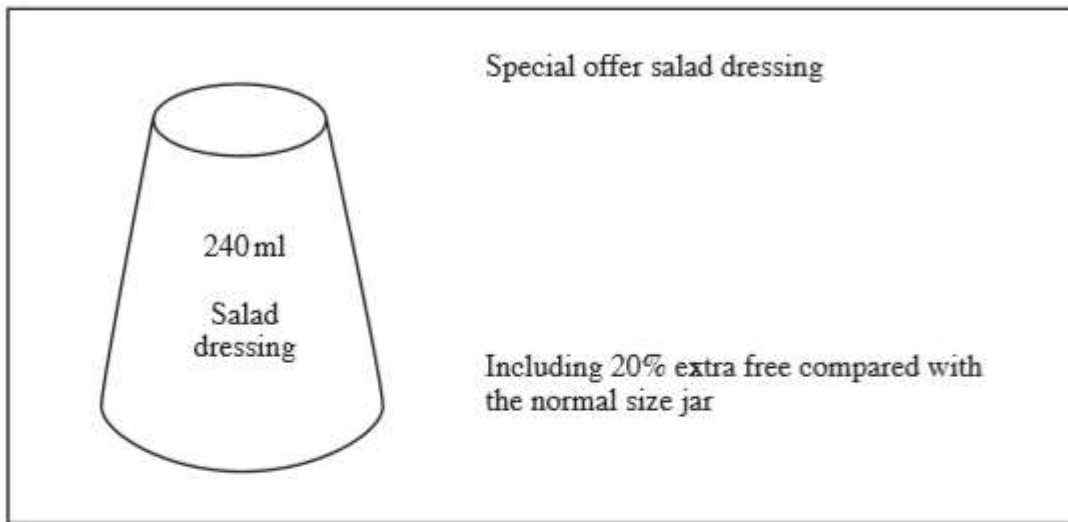 Special offer salad dressing
240 ml
Salad
dressing
Including 20% extra free compared with
the normal size jar